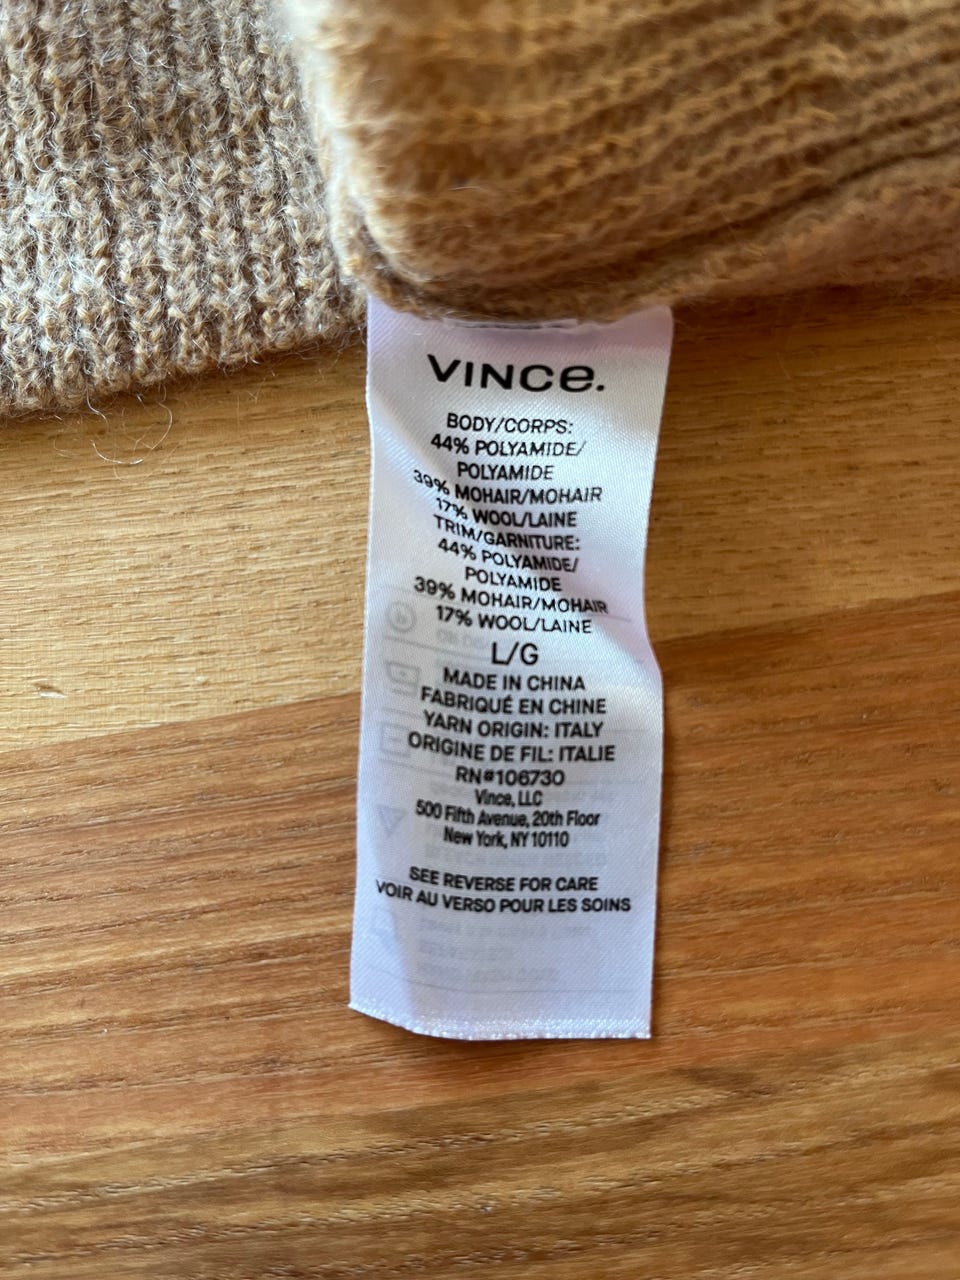 VINCe.
BODY/CORPS:
44% POLYAMIDE/
POLYAMIDE
39% MOHAIR/MOHAIR
17% WOOL/LAINE
TRIM/GARNITURE:
44% POLYAMIDE/
POLYAMIDE
39% MOHAIR/MOHAIR
17% WOOL/LAINE
L/G
MADE IN CHINA
FABRIQUÉ EN CHINE
YARN ORIGIN: ITALY
ORIGINE DE FIL: ITALIE
RN#106730
Vince, LLC
500 Fifth Avenue, 20th Floor
New York, NY 10110
SEE REVERSE FOR CARE
VOIR AU VERSO POUR LES SOINS